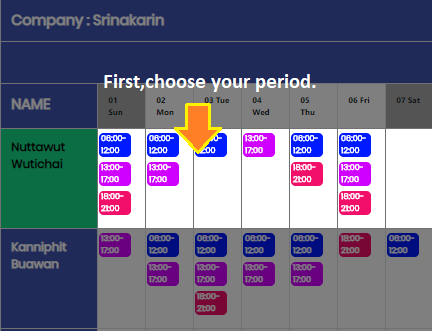 Company : Srinakarin
First,choose your period.
NAME
01 Sun
02 Mon
03 Tue
04 Wed
05 Thu
06 Fri
07 Sat
Nuttawut
Wutichai
06:00-12:00
13:00-17:00
18:00-21:00
06:00-12:00
13:00-17:00
06:00-12:00
13:00-17:00
06:00-12:00
18:00-21:00
06:00-12:00
13:00-17:00
18:00-21:00
Kanniphit
Buawan
13:00-17:00
06:00-12:00
13:00-17:00
06:00-12:00
13:00-17:00
18:00-21:00
06:00-12:00
13:00-17:00
06:00-12:00
13:00-17:00
18:00-21:00
06:00-12:00